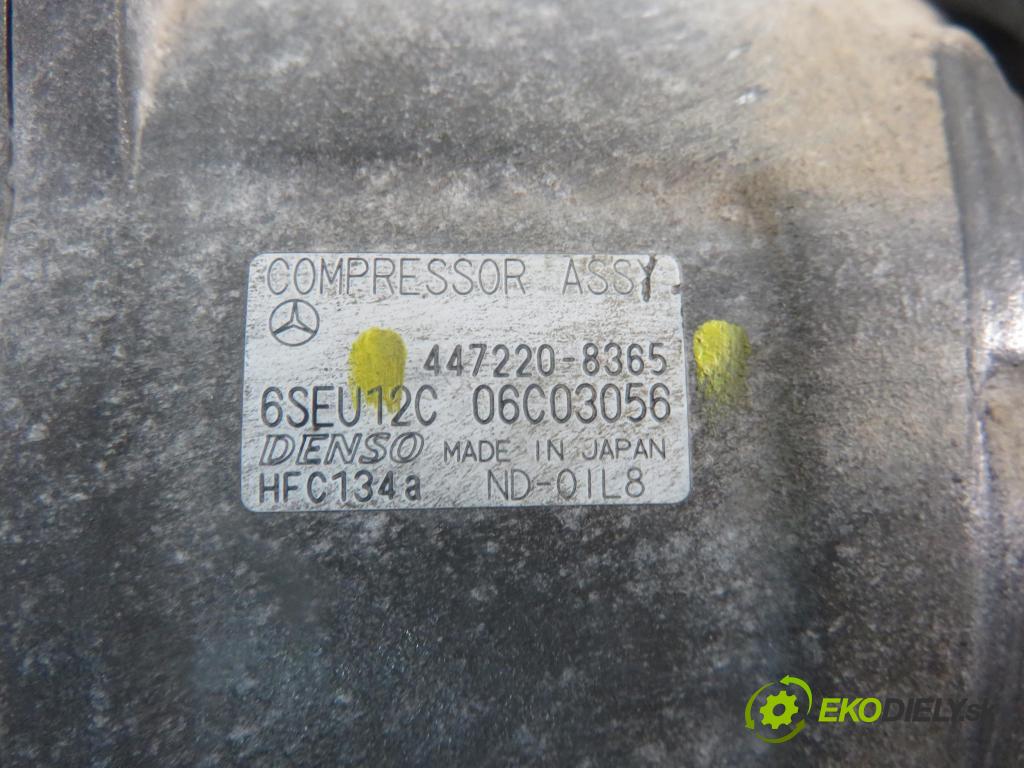 COMPRESSOR ASSY
447220-8365
6SEU12C 06C03056
DENSO MADE IN JAPAN
HFC134a ND-OIL8
EKODIELY.sk